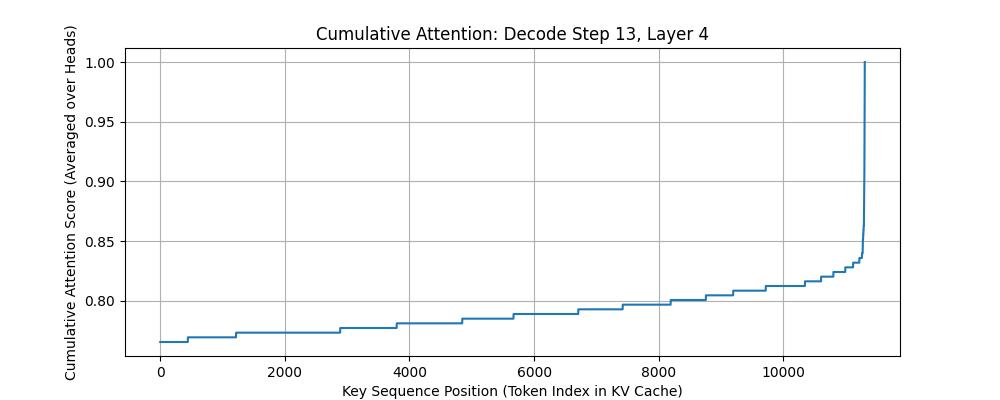 Cumulative Attention: Decode Step 13, Layer 4
Cumulative Attention Score (Averaged over Heads)
1.00
0.95
0.90
0.85
0.80
0 2000 4000 6000 8000 10000
Key Sequence Position (Token Index in KV Cache)